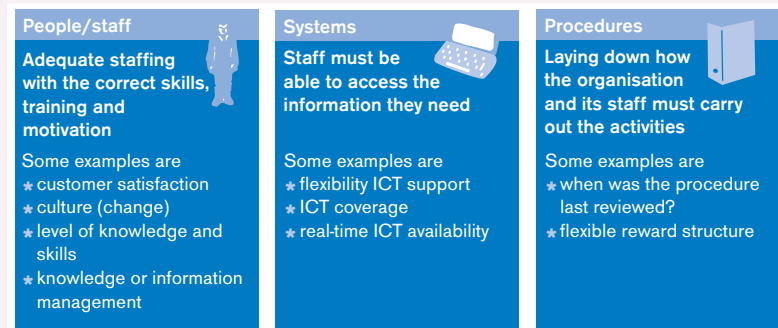 People/staff
Adequate staffing
with the correct skills,
training and
motivation
Some examples are
* customer satisfaction
* culture (change)
* level of knowledge and
skills
* knowledge or information
management
Systems
Staff must be
able to access the
information they need
Some examples are
* flexibility ICT support
* ICT coverage
* real-time ICT availability
Procedures
Laying down how
the organisation
and its staff must carry
out the activities
Some examples are
* when was the procedure
last reviewed?
* flexible reward structure